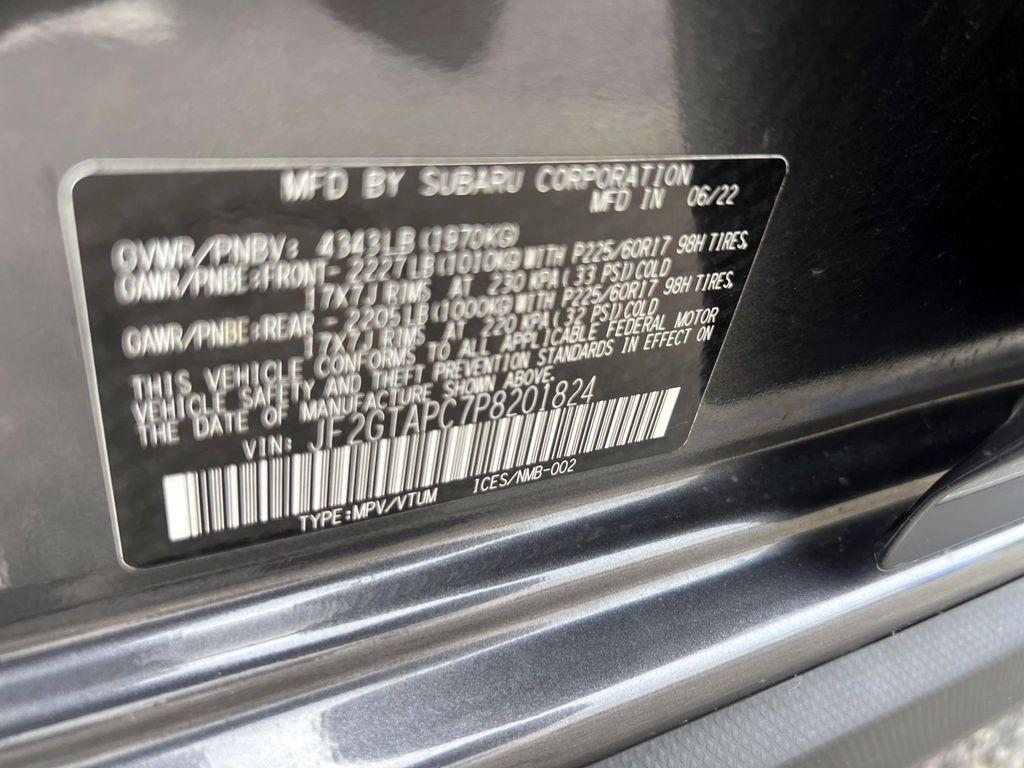 MFD BY SUBARU CORPORATION
MFD IN 06/22
GVWR/PNBV: 4343LB(1970KG)
GAWR/PNBE:FRONT-2227LB(1010KG)WITH P225/60R17 98H TIRES,
17X7J RIMS AT 230 KPA(33 PSI)COLD
GAWR/PNBE:REAR -2205LB(1000KG)WITH P225/60R17 98H TIRES,
17X7J RIMS AT 220 KPA(32 PSI)COLD
THIS VEHICLE CONFORMS TO ALL APPLICABLE FEDERAL MOTOR
VEHICLE SAFETY AND THEFT PREVENTION STANDARDS IN EFFECT ON
THE DATE OF MANUFACTURE SHOWN ABOVE.
VIN: JF2GTAPC7P8201824
TYPE:MPV/VTUM ICES/NMB-002